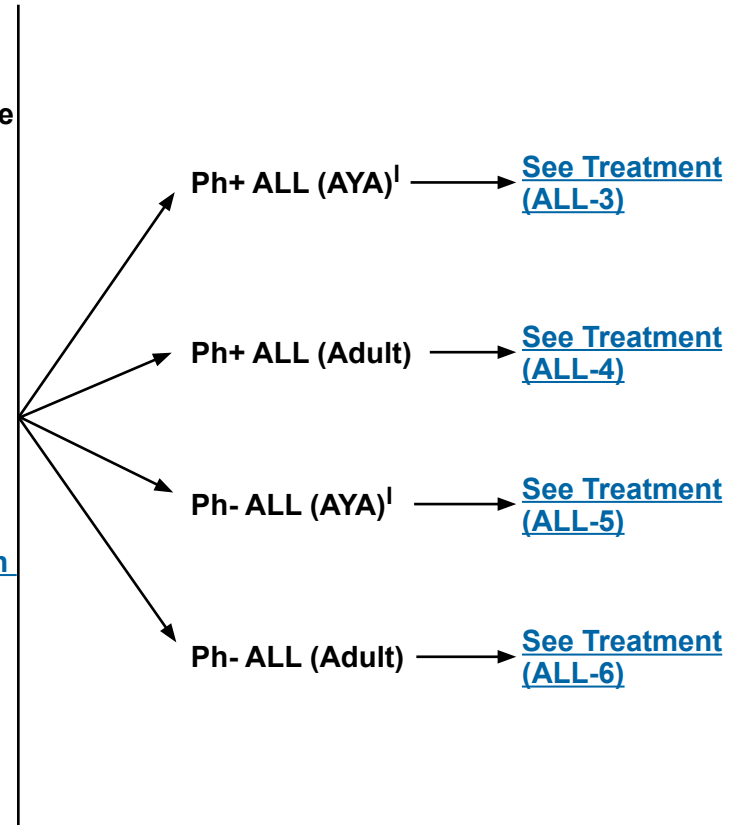 e
Ph+ ALL (AYA)l
See Treatment
(ALL-3)
Ph+ ALL (Adult)
See Treatment
(ALL-4)
Ph- ALL (AYA)l
See Treatment
(ALL-5)
n
Ph- ALL (Adult)
See Treatment
(ALL-6)